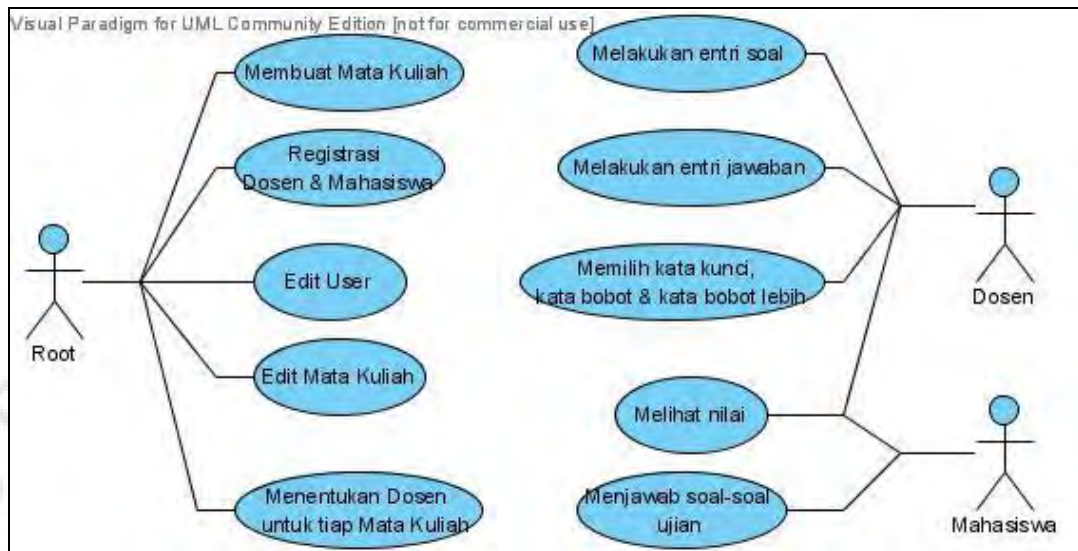 Visual Paradigm for UML Community Edition [not for commercial use]
Membuat Mata Kuliah
Registrasi
Dosen & Mahasiswa
Edit User
Edit Mata Kuliah
Menentukan Dosen
untuk tiap Mata Kuliah
Root
Melakukan entri soal
Melakukan entri jawaban
Memilih kata kunci,
kata bobot & kata bobot lebih
Melihat nilai
Menjawab soal-soal
ujian
Dosen
Mahasiswa